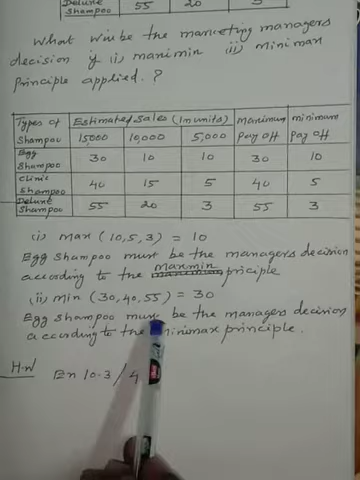 Deluxe Shampoo 55 20 3
What will be the marketing managers
decision if (i) maximin (ii) minimax
Principle applied.?
Types of Shampoo Estimated Sales (In units) Maximum Pay off minimum Pay off
15000 10,000 5,000
Egg Shampoo 30 10 10 30 10
Clinic Shampoo 40 15 5 40 5
Deluxe Shampoo 55 20 3 55 3
(i) max (10,5,3) = 10
Egg shampoo must be the managers decision
according to the maxmin priciple
(ii) min (30,40,55) = 30
Egg shampoo must be the managers decision
according to the minimax principle.
H.W Ex 10.3/4